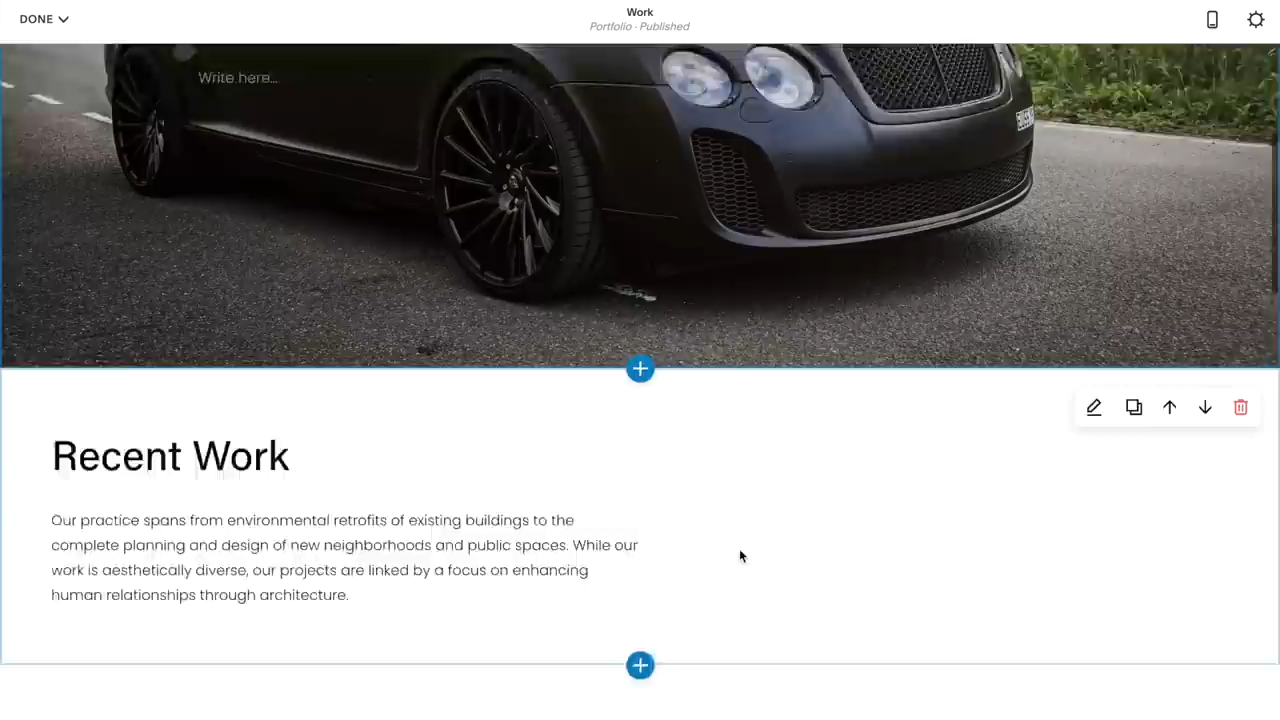 DONE
Work
Portfolio · Published
Write here...
Recent Work
Our practice spans from environmental retrofits of existing buildings to the
complete planning and design of new neighborhoods and public spaces. While our
work is aesthetically diverse, our projects are linked by a focus on enhancing
human relationships through architecture.